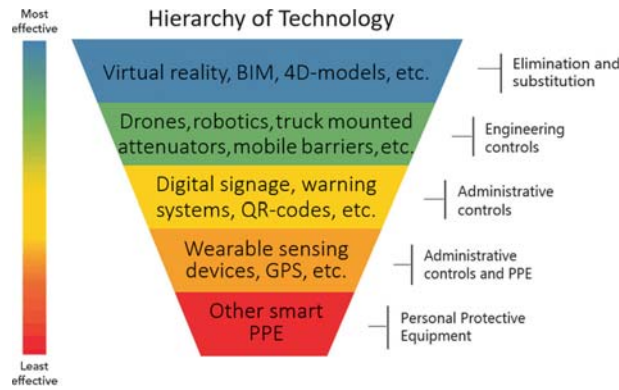 Most
effective
Hierarchy of Technology
Virtual reality, BIM, 4D-models, etc.
Elimination and
substitution
Drones,robotics,truck mounted
attenuators,mobile barriers,etc.
Engineering
controls
Digital signage, warning
systems, QR-codes, etc.
Administrative
controls
Wearable sensing
devices, GPS, etc.
Administrative
controls and PPE
Other smart
PPE
Personal Protective
Equipment
Least
effective